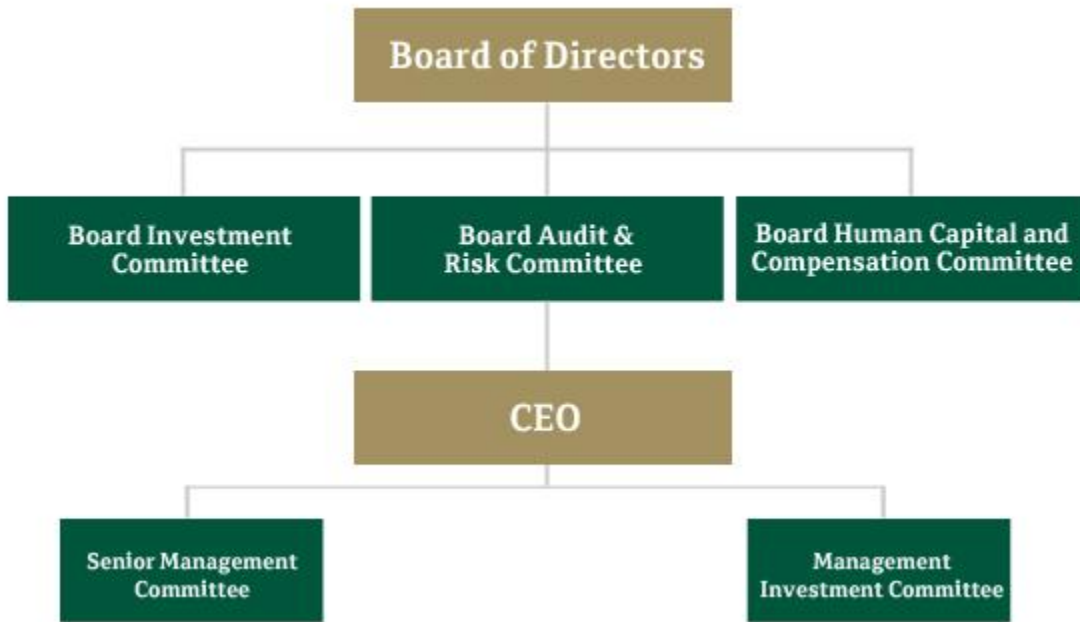 Board of Directors
Board Investment
Committee
Board Audit &
Risk Committee
Board Human Capital and
Compensation Committee
CEO
Senior Management
Committee
Management
Investment Committee